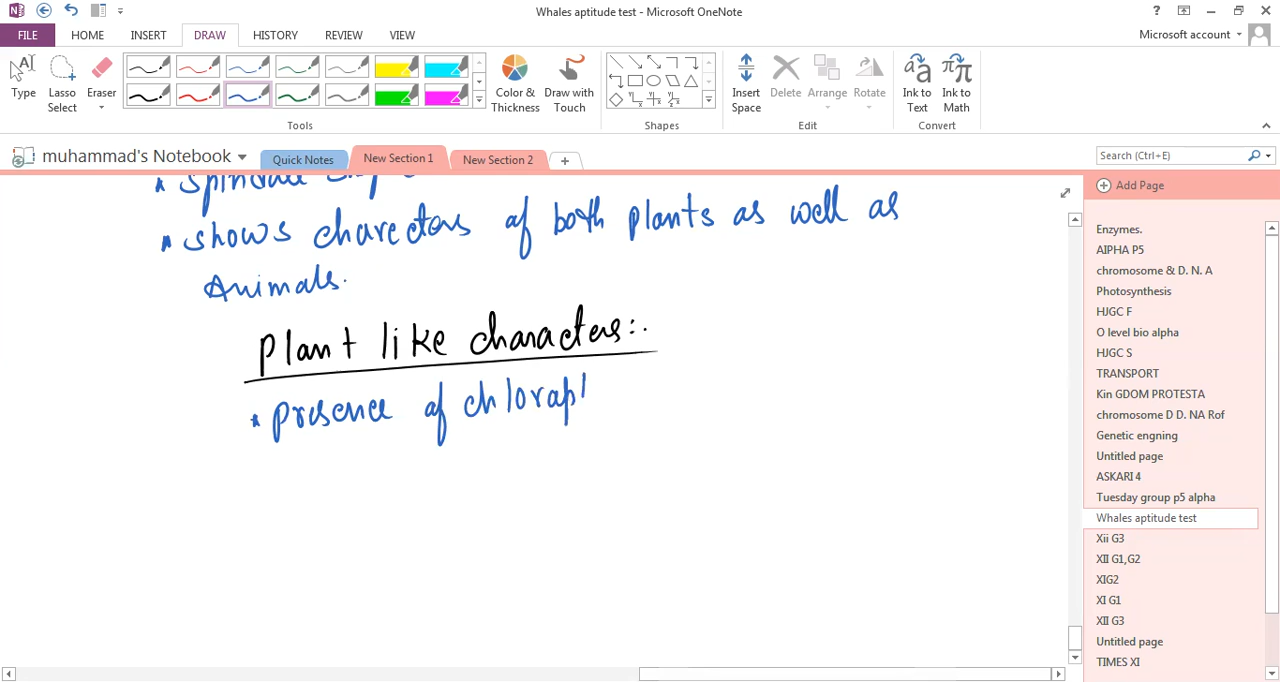 Whales aptitude test - Microsoft OneNote
FILE HOME INSERT DRAW HISTORY REVIEW VIEW
Microsoft account
Type
Lasso Select
Eraser
Color & Thickness
Draw with Touch
Insert Space
Delete
Arrange
Rotate
Ink to Text
Ink to Math
Tools
Shapes
Edit
Convert
muhammad's Notebook
Quick Notes
New Section 1
New Section 2
Search (Ctrl+E)
Add Page
• shows charecters of both plants as well as
Animals.
Plant like characters:.
• presence of chlorapl
Enzymes.
AlPHA P5
chromosome & D. N. A
Photosynthesis
HJGC F
O level bio alpha
HJGC S
TRANSPORT
Kin GDOM PROTESTA
chromosome D D. NA Rof
Genetic engning
Untitled page
ASKARI 4
Tuesday group p5 alpha
Whales aptitude test
Xii G3
XII G1,G2
XIG2
XI G1
XII G3
Untitled page
TIMES XI